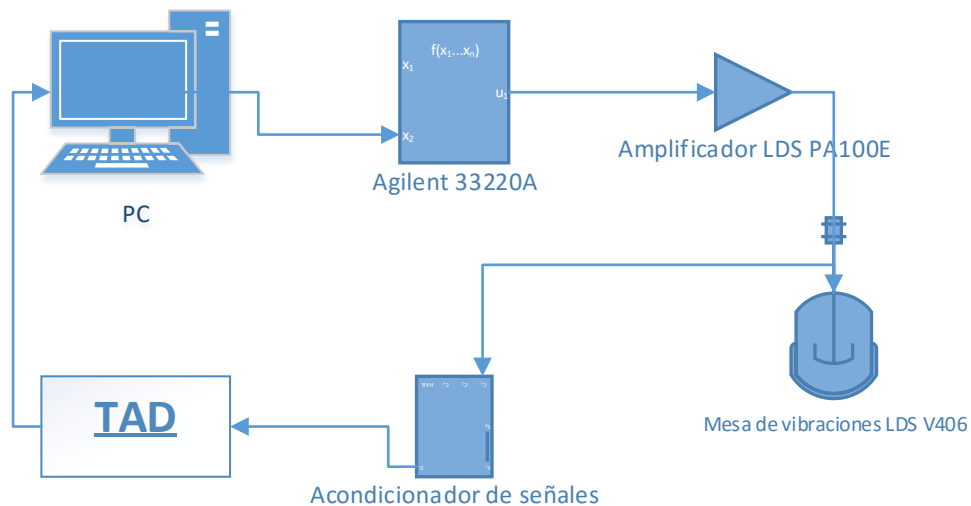 f(x₁...xₙ)
x₁
u₁
x₂
Amplificador LDS PA100E
Agilent 33220A
PC
TAD
Mesa de vibraciones LDS V406
Acondicionador de señales